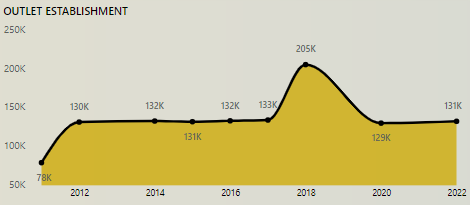 OUTLET ESTABLISHMENT
250K
205K
200K
150K
130K
132K
132K
133K
131K
131K
129K
100K
78K
50K
2012
2014
2016
2018
2020
2022